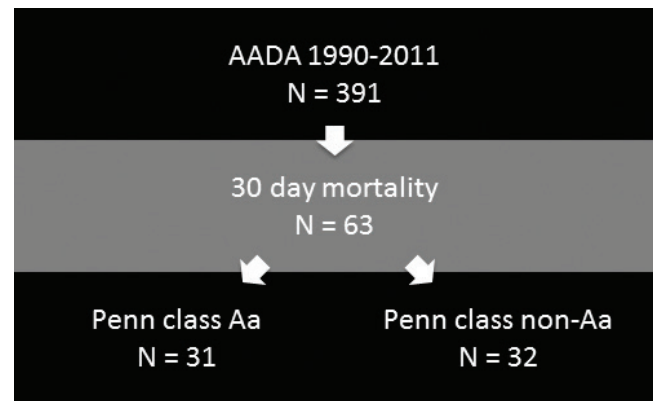 AADA 1990-2011
N = 391
30 day mortality
N = 63
Penn class Aa
N = 31
Penn class non-Aa
N = 32